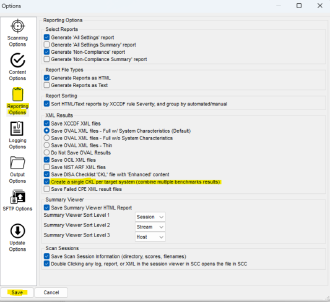 Options
Scanning
Options
Content
Options
Reporting
Options
Logging
Options
Output
Options
SFTP Options
Update
Options
Reporting Options
Select Reports
Generate 'All Settings' report
Generate 'All Settings Summary' report
Generate 'Non-Compliance' report
Generate 'Non-Compliance Summary' report
Report File Types
Generate Reports as HTML
Generate Reports as Text
Report Sorting
Sort HTML/Text reports by XCCDF rule Severity, and group by automated/manual
XML Results
Save XCCDF XML files
Save OVAL XML files - Full w/ System Characteristics (Default)
Save OVAL XML files - Full w/o System Characteristics
Save OVAL XML files - Thin
Do Not Save OVAL Results
Save OCIL XML files
Save NIST ARF XML files
Save DISA Checklist 'CKL' file with 'Enhanced' content
Create a single CKL per target system (combine multiple benchmarks results)
Save Failed CPE XML result files
Summary Viewer
Save Summary Viewer HTML Report
Summary Viewer Sort Level 1 Session
Summary Viewer Sort Level 2 Stream
Summary Viewer Sort Level 3 Host
Scan Sessions
Save Scan Session Information (directory, scores, filenames)
Double Clicking any log, report, or XML in the session viewer in SCC opens the file in SCC
Save Cancel